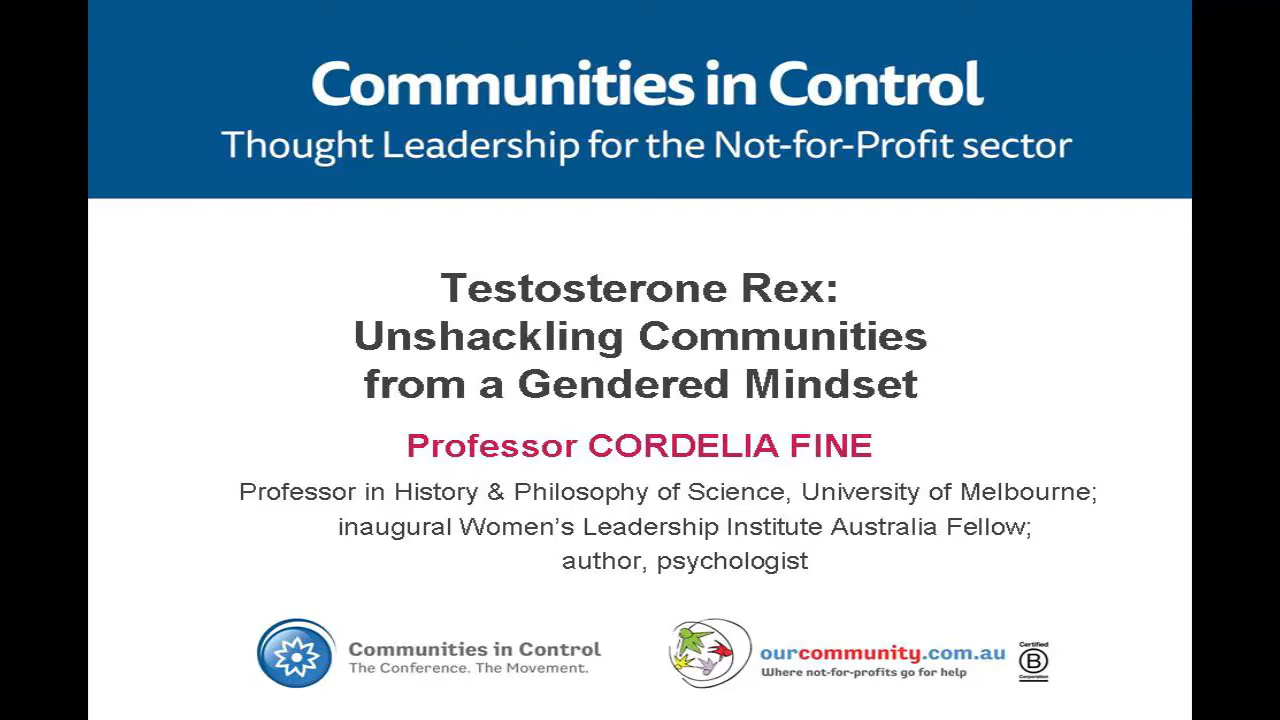 Communities in Control
Thought Leadership for the Not-for-Profit sector
Testosterone Rex:
Unshackling Communities
from a Gendered Mindset
Professor CORDELIA FINE
Professor in History & Philosophy of Science, University of Melbourne;
inaugural Women's Leadership Institute Australia Fellow;
author, psychologist
Communities in Control
The Conference. The Movement.
ourcommunity.com.au
Where not-for-profits go for help
Certified
B
Corporation